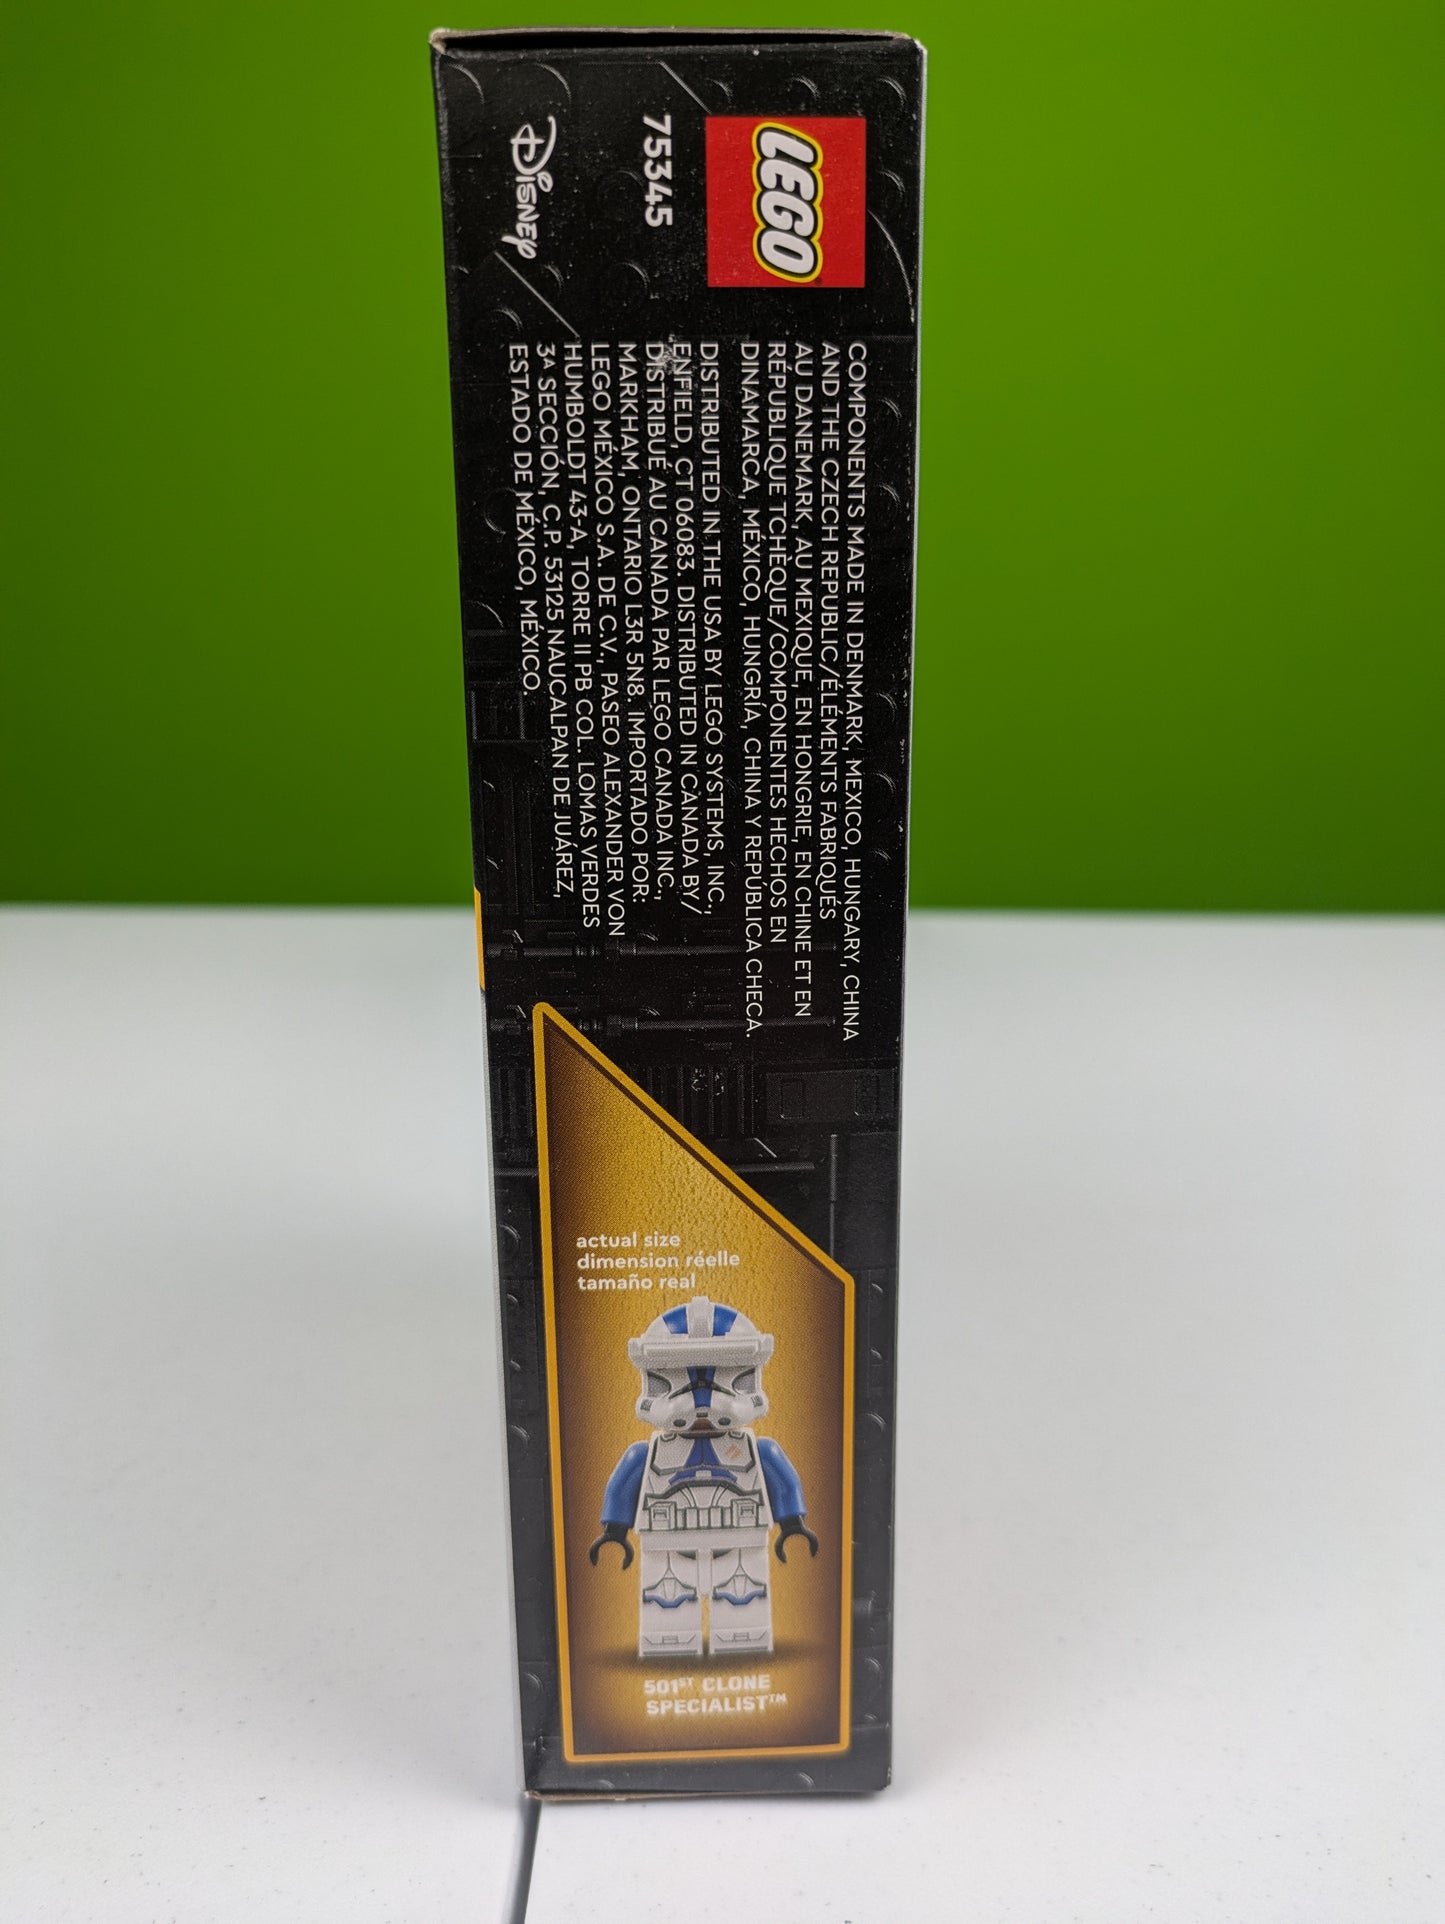 LEGO
75345
Disney
COMPONENTS MADE IN DENMARK, MEXICO, HUNGARY, CHINA
AND THE CZECH REPUBLIC/ÉLÉMENTS FABRIQUÉS
AU DANEMARK, AU MEXIQUE, EN HONGRIE, EN CHINE ET EN
RÉPUBLIQUE TCHÈQUE/COMPONENTES HECHOS EN
DINAMARCA, MÉXICO, HUNGRÍA, CHINA Y REPÚBLICA CHECA.
DISTRIBUTED IN THE USA BY LEGO SYSTEMS, INC.,
ENFIELD, CT 06083. DISTRIBUTED IN CANADA BY/
DISTRIBUÉ AU CANADA PAR LEGO CANADA INC.,
MARKHAM, ONTARIO L3R 5N8. IMPORTADO POR:
LEGO MÉXICO S.A. DE C.V., PASEO ALEXANDER VON
HUMBOLDT 43-A, TORRE II PB COL. LOMAS VERDES
3A SECCIÓN, C.P. 53125 NAUCALPAN DE JUÁREZ,
ESTADO DE MÉXICO, MÉXICO.
actual size
dimension réelle
tamaño real
501ST CLONE
SPECIALIST™